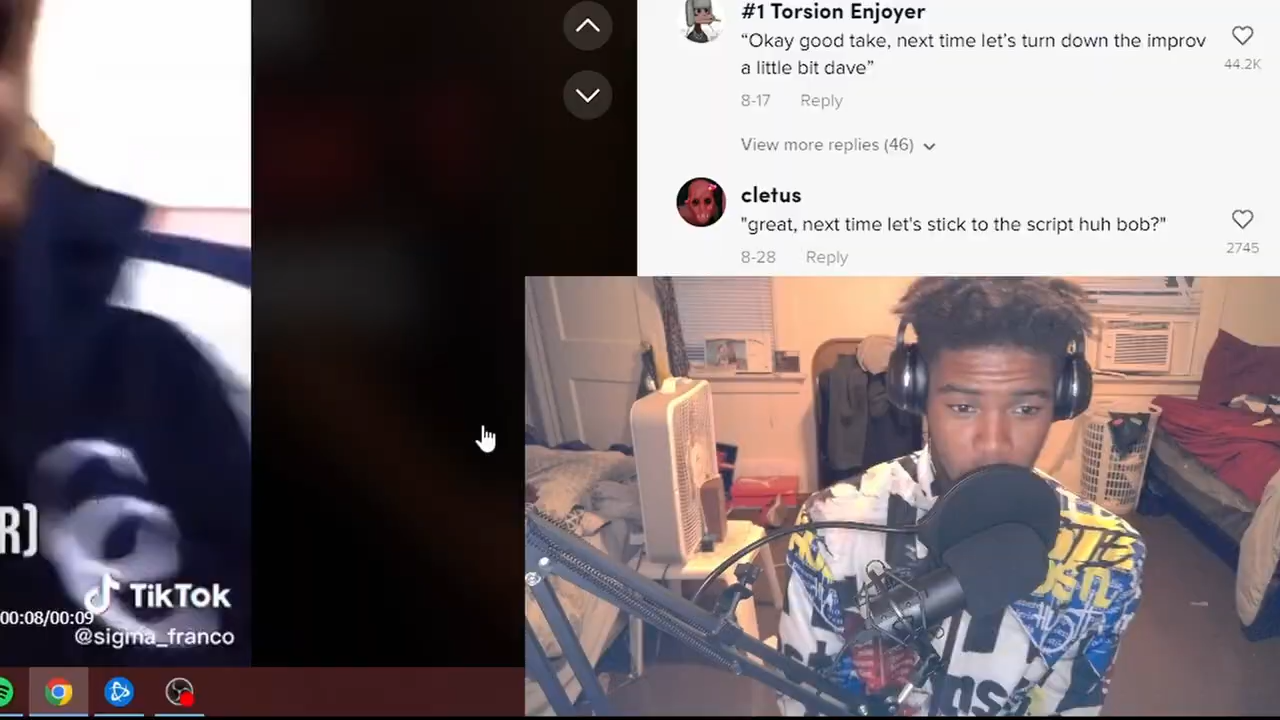 #1 Torsion Enjoyer
“Okay good take, next time let’s turn down the improv
a little bit dave”
44.2K
8-17 Reply
View more replies (46)
cletus
"great, next time let's stick to the script huh bob?"
2745
8-28 Reply
R)
TikTok
00:08/00:09
@sigma_franco